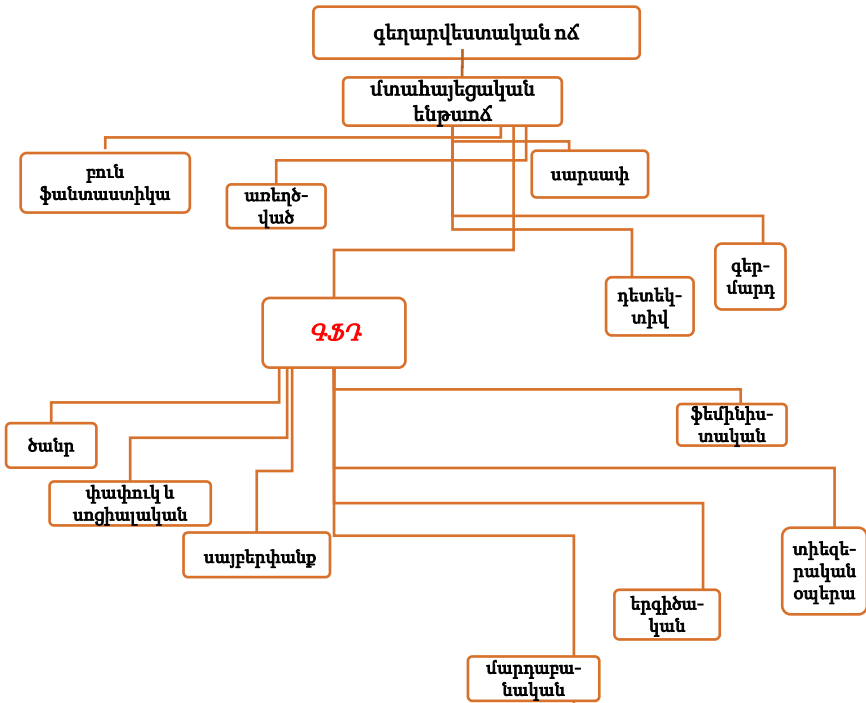 գեղարվեստական ոճ
մտահայեցական
ենթաոճ
բուն
ֆանտաստիկա
առեղծ-
ված
սարսափ
գեր-
մարդ
դետեկ-
տիվ
ԳՖԴ
ծանր
փափուկ և
սոցիալական
սայբերփանք
ֆեմինիս-
տական
տիեզե-
րական
օպերա
երգիծա-
կան
մարդաբա-
նական